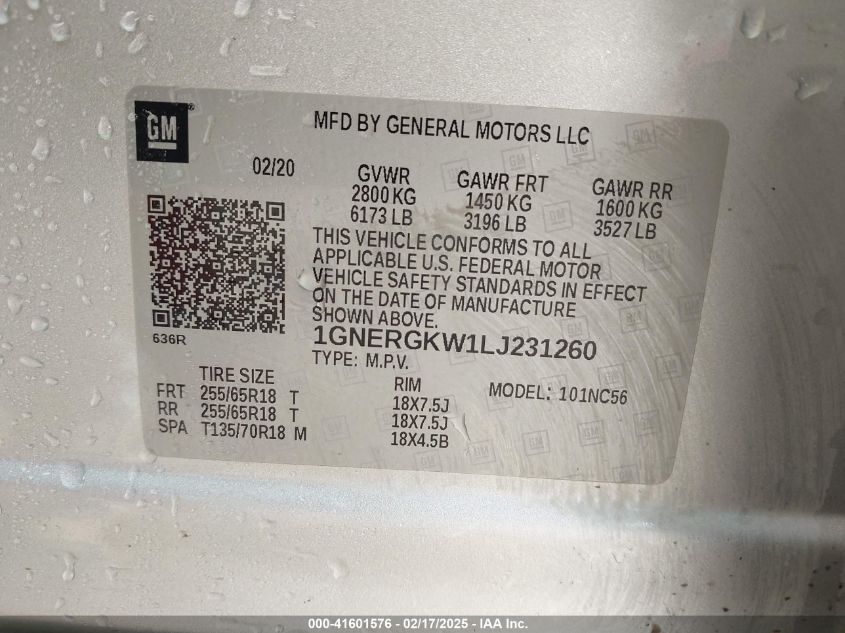 GM
MFD BY GENERAL MOTORS LLC
02/20
GVWR
2800 KG
6173 LB
GAWR FRT
1450 KG
3196 LB
GAWR RR
1600 KG
3527 LB
THIS VEHICLE CONFORMS TO ALL
APPLICABLE U.S. FEDERAL MOTOR
VEHICLE SAFETY STANDARDS IN EFFECT
ON THE DATE OF MANUFACTURE
SHOWN ABOVE.
1GNERGKW1LJ231260
TYPE: M.P.V.
636R
TIRE SIZE
RIM
MODEL: 101NC56
FRT 255/65R18 T 18X7.5J
RR 255/65R18 T 18X7.5J
SPA T135/70R18 M 18X4.5B
000-41601576 - 02/17/2025 - IAA Inc.